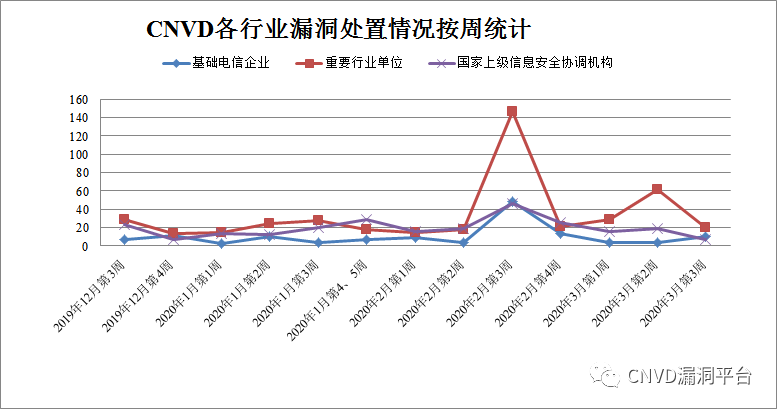 CNVD各行业漏洞处置情况按周统计
基础电信企业 重要行业单位 国家上级信息安全协调机构
160
140
120
100
80
60
40
20
0
2019年12月第3周
2019年12月第4周
2020年1月第1周
2020年1月第2周
2020年1月第3周
2020年1月第4、5周
2020年2月第1周
2020年2月第2周
2020年2月第3周
2020年2月第4周
2020年3月第1周
2020年3月第2周
2020年3月第3周
CNVD漏洞平台